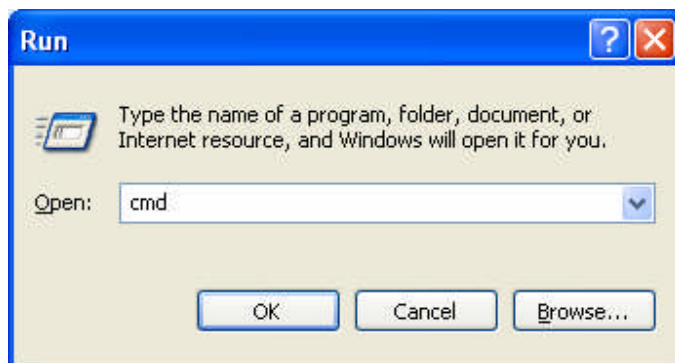 Run
Type the name of a program, folder, document, or
Internet resource, and Windows will open it for you.
Open: cmd
OK Cancel Browse...